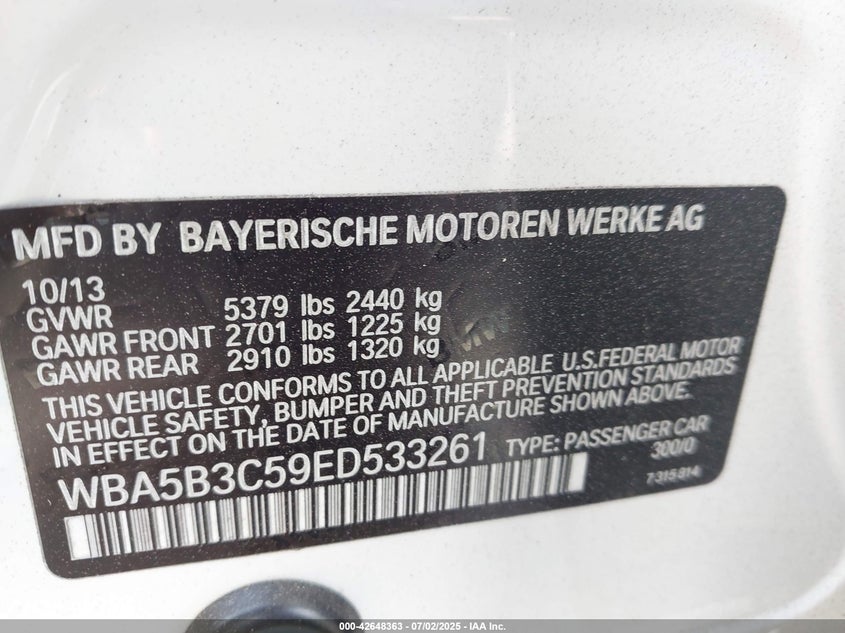 MFD BY BAYERISCHE MOTOREN WERKE AG
10/13
GVWR 5379 lbs 2440 kg
GAWR FRONT 2701 lbs 1225 kg
GAWR REAR 2910 lbs 1320 kg
THIS VEHICLE CONFORMS TO ALL APPLICABLE U.S.FEDERAL MOTOR
VEHICLE SAFETY, BUMPER AND THEFT PREVENTION STANDARDS
IN EFFECT ON THE DATE OF MANUFACTURE SHOWN ABOVE.
WBA5B3C59ED533261 TYPE: PASSENGER CAR
300/0
7 315 814
000-42648363 - 07/02/2025 - IAA Inc.